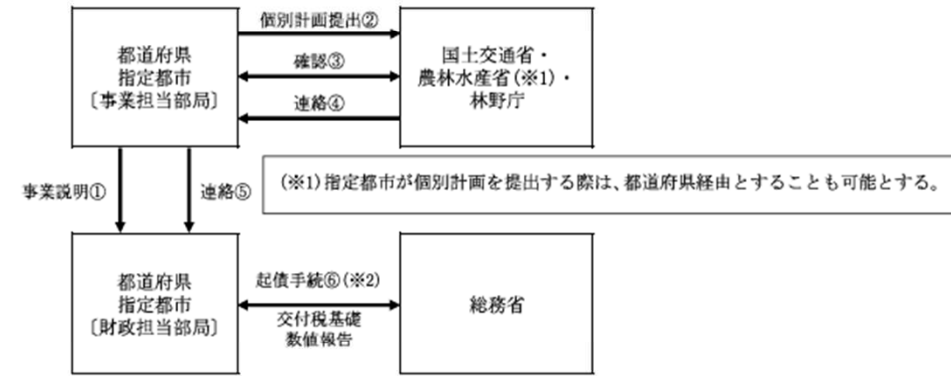 個別計画提出②
都道府県
指定都市
〔事業担当部局〕
確認③
連絡④
国土交通省・
農林水産省(※1)・
林野庁
事業説明①
連絡⑤
(※1)指定都市が個別計画を提出する際は、都道府県経由とすることも可能とする。
都道府県
指定都市
〔財政担当部局〕
起債手続⑥(※2)
交付税基礎
数値報告
総務省